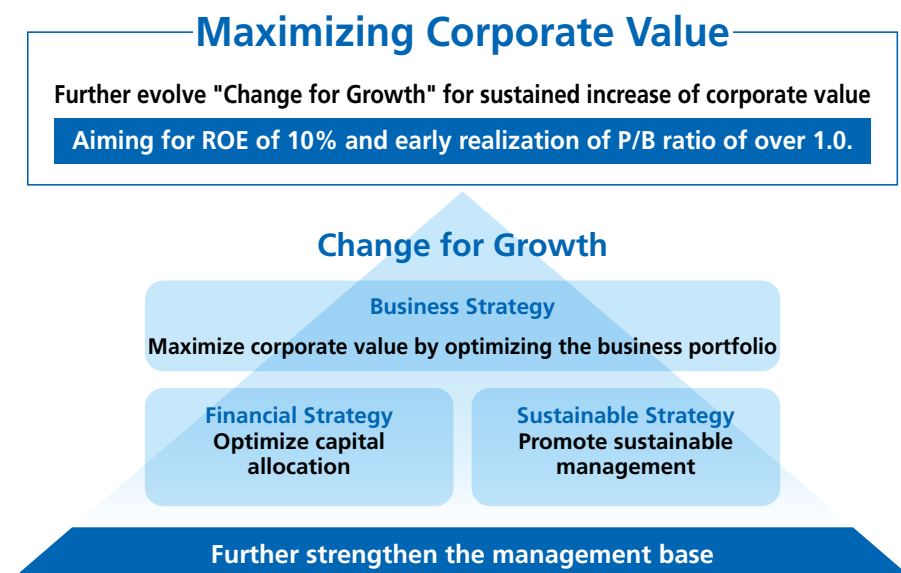 Maximizing Corporate Value
Further evolve "Change for Growth" for sustained increase of corporate value
Aiming for ROE of 10% and early realization of P/B ratio of over 1.0.
Change for Growth
Business Strategy
Maximize corporate value by optimizing the business portfolio
Financial Strategy
Optimize capital
allocation
Sustainable Strategy
Promote sustainable
management
Further strengthen the management base